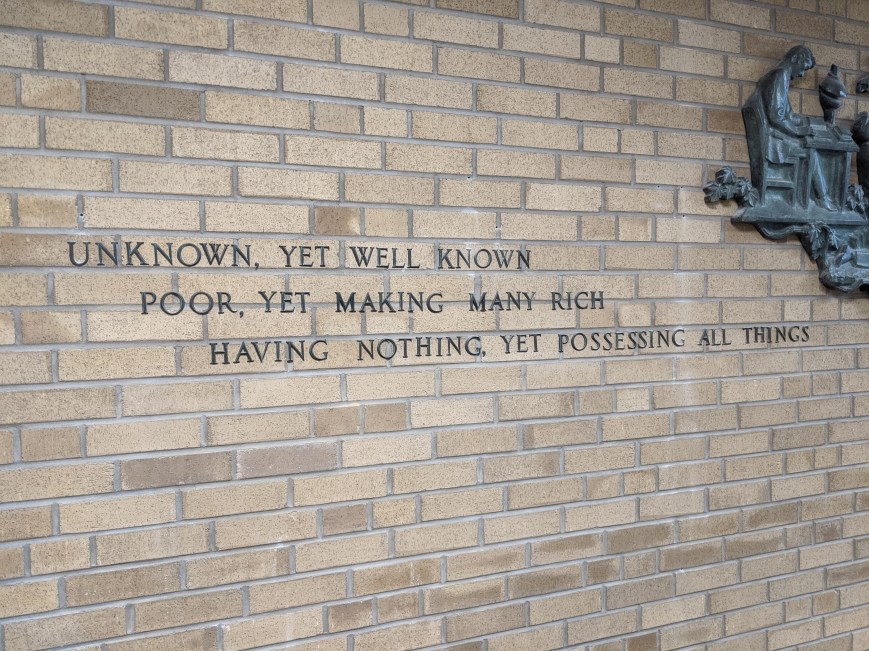 UNKNOWN, YET WELL KNOWN
POOR, YET MAKING MANY RICH
HAVING NOTHING, YET POSSESSING ALL THINGS